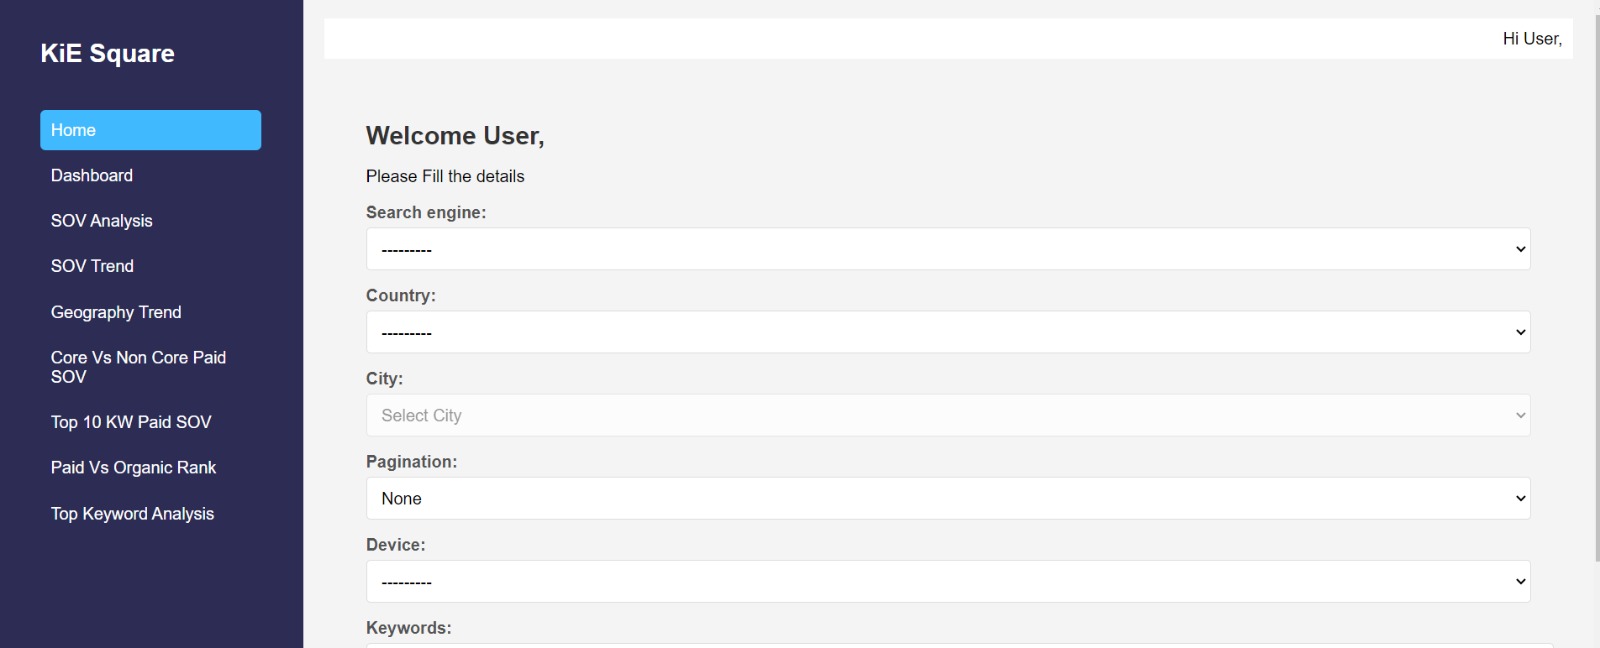 KiE Square
Home
Dashboard
SOV Analysis
SOV Trend
Geography Trend
Core Vs Non Core Paid
SOV
Top 10 KW Paid SOV
Paid Vs Organic Rank
Top Keyword Analysis
Hi User,
Welcome User,
Please Fill the details
Search engine:
---------
Country:
---------
City:
Select City
Pagination:
None
Device:
---------
Keywords: